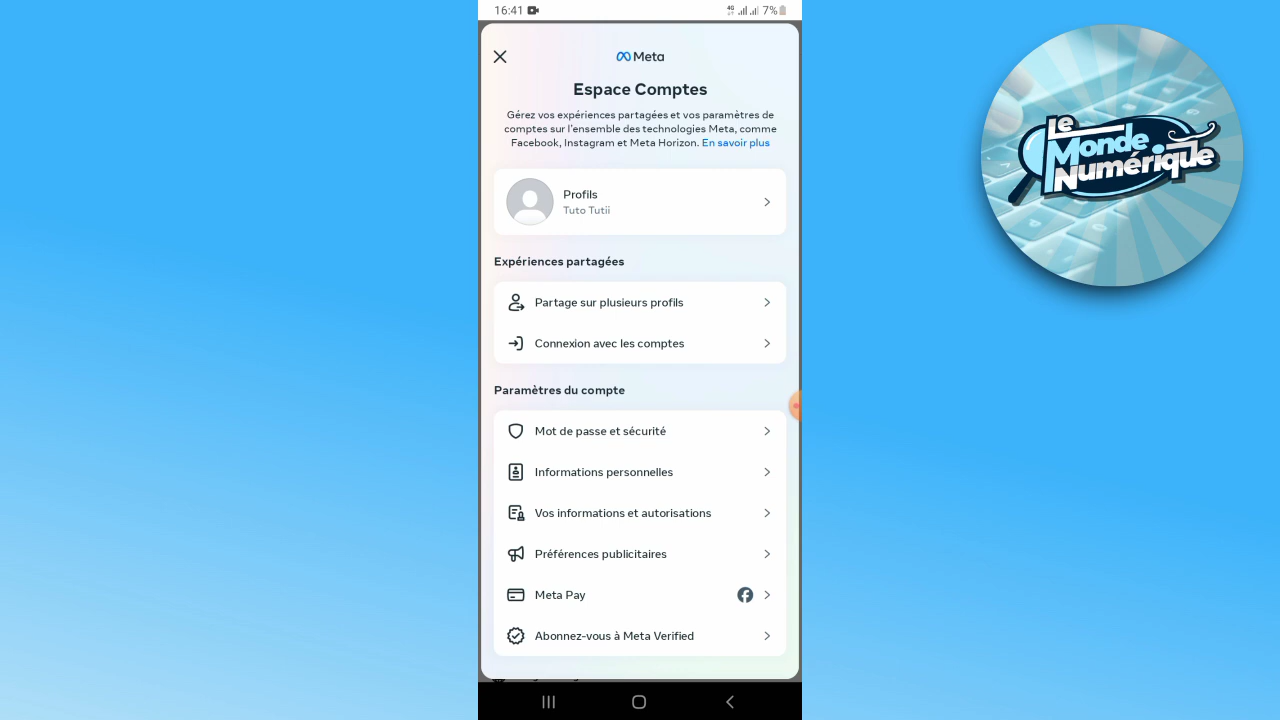 16:41
4G
7%
Meta
Espace Comptes
Gérez vos expériences partagées et vos paramètres de
comptes sur l'ensemble des technologies Meta, comme
Facebook, Instagram et Meta Horizon. En savoir plus
Profils
Tuto Tutii
Expériences partagées
Partage sur plusieurs profils
Connexion avec les comptes
Paramètres du compte
Mot de passe et sécurité
Informations personnelles
Vos informations et autorisations
Préférences publicitaires
Meta Pay
Abonnez-vous à Meta Verified
Le
Monde
Numérique